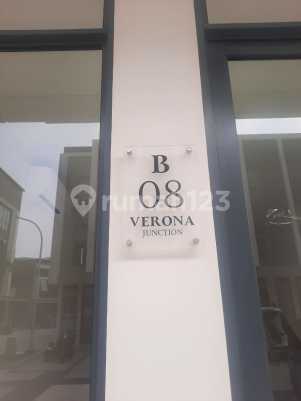 B
08
VERONA
JUNCTION
rumah123